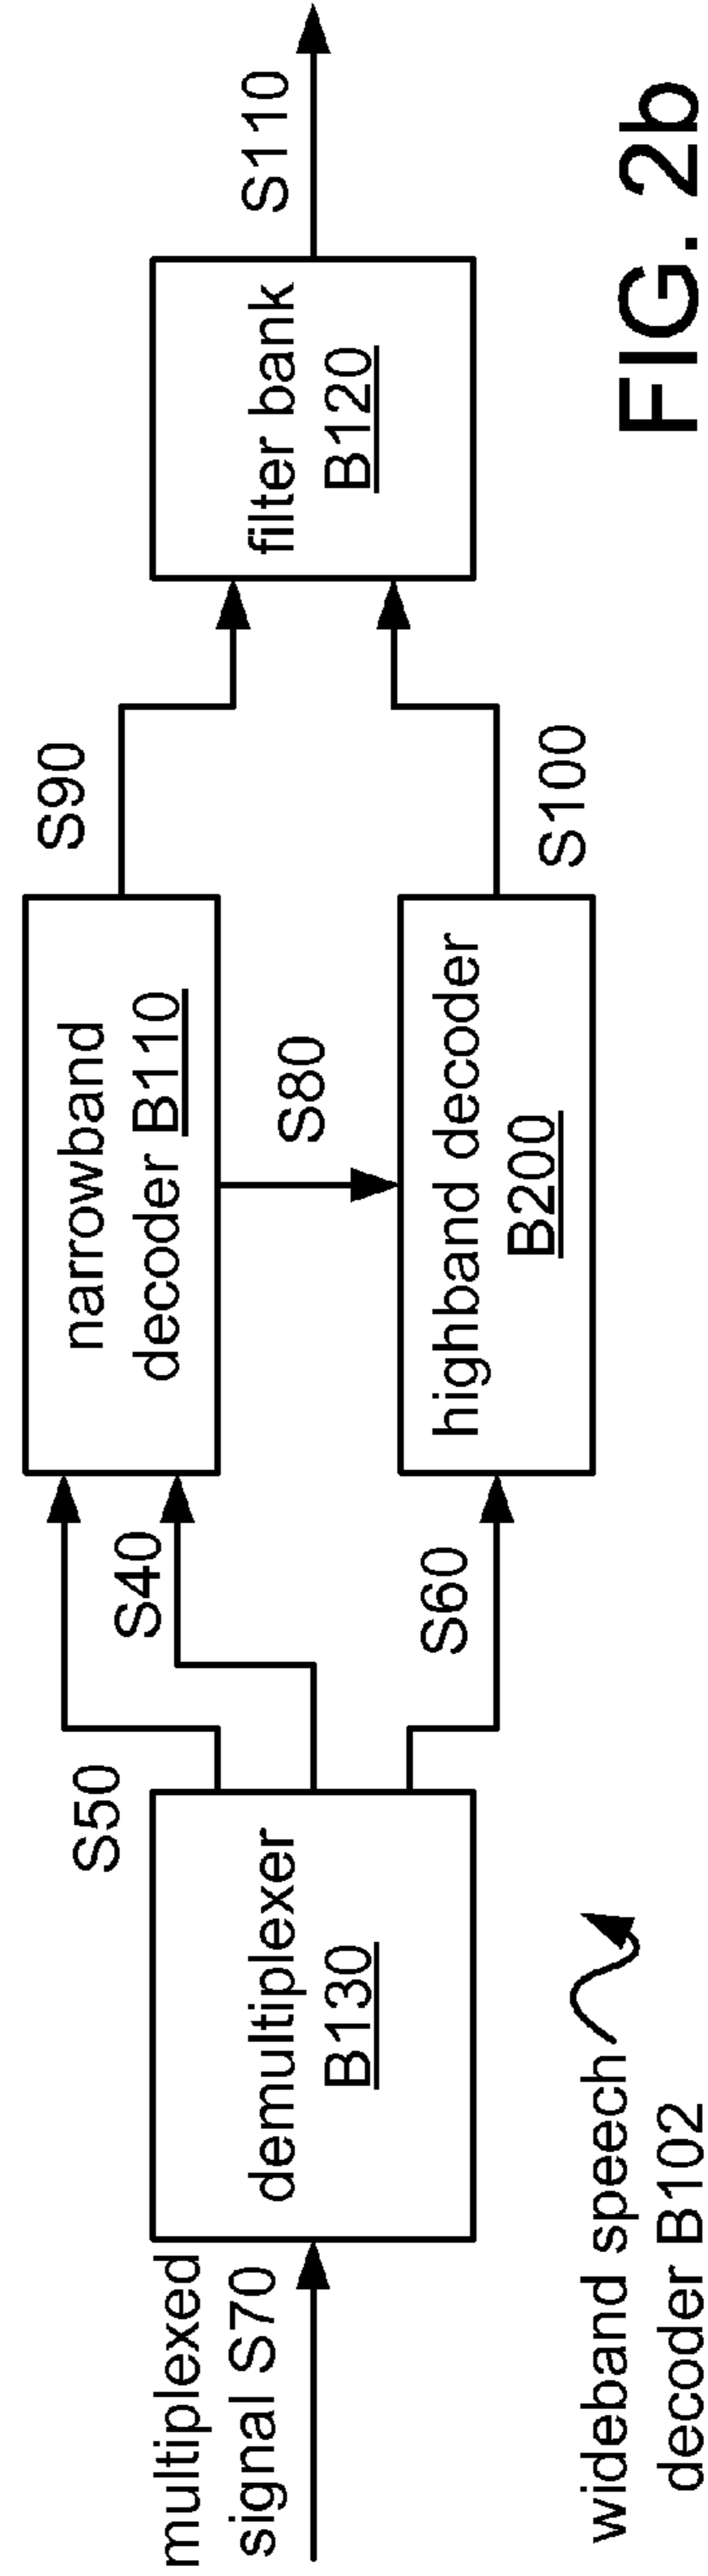 multiplexed
signal S70
demultiplexer
B130
S50
S40
S60
narrowband
decoder B110
S80
highband decoder
B200
S90
S100
filter bank
B120
S110
wideband speech
decoder B102
FIG. 2b